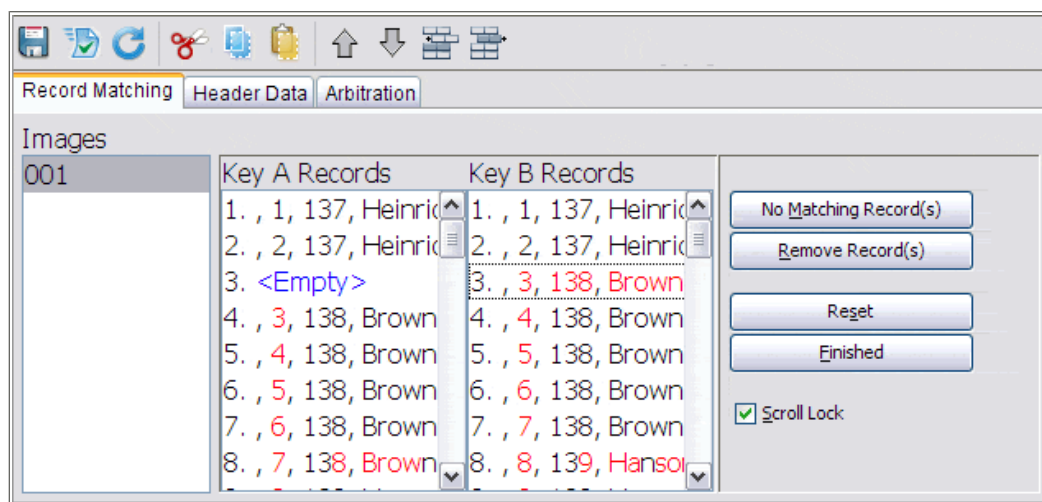 Record Matching Header Data Arbitration
Images
001
Key A Records
1. , 1, 137, Heinric
2. , 2, 137, Heinric
3. <Empty>
4. , 3, 138, Brown
5. , 4, 138, Brown
6. , 5, 138, Brown
7. , 6, 138, Brown
8. , 7, 138, Brown
Key B Records
1. , 1, 137, Heinric
2. , 2, 137, Heinric
3. , 3, 138, Brown
4. , 4, 138, Brown
5. , 5, 138, Brown
6. , 6, 138, Brown
7. , 7, 138, Brown
8. , 8, 139, Hanson
No Matching Record(s)
Remove Record(s)
Reset
Finished
Scroll Lock